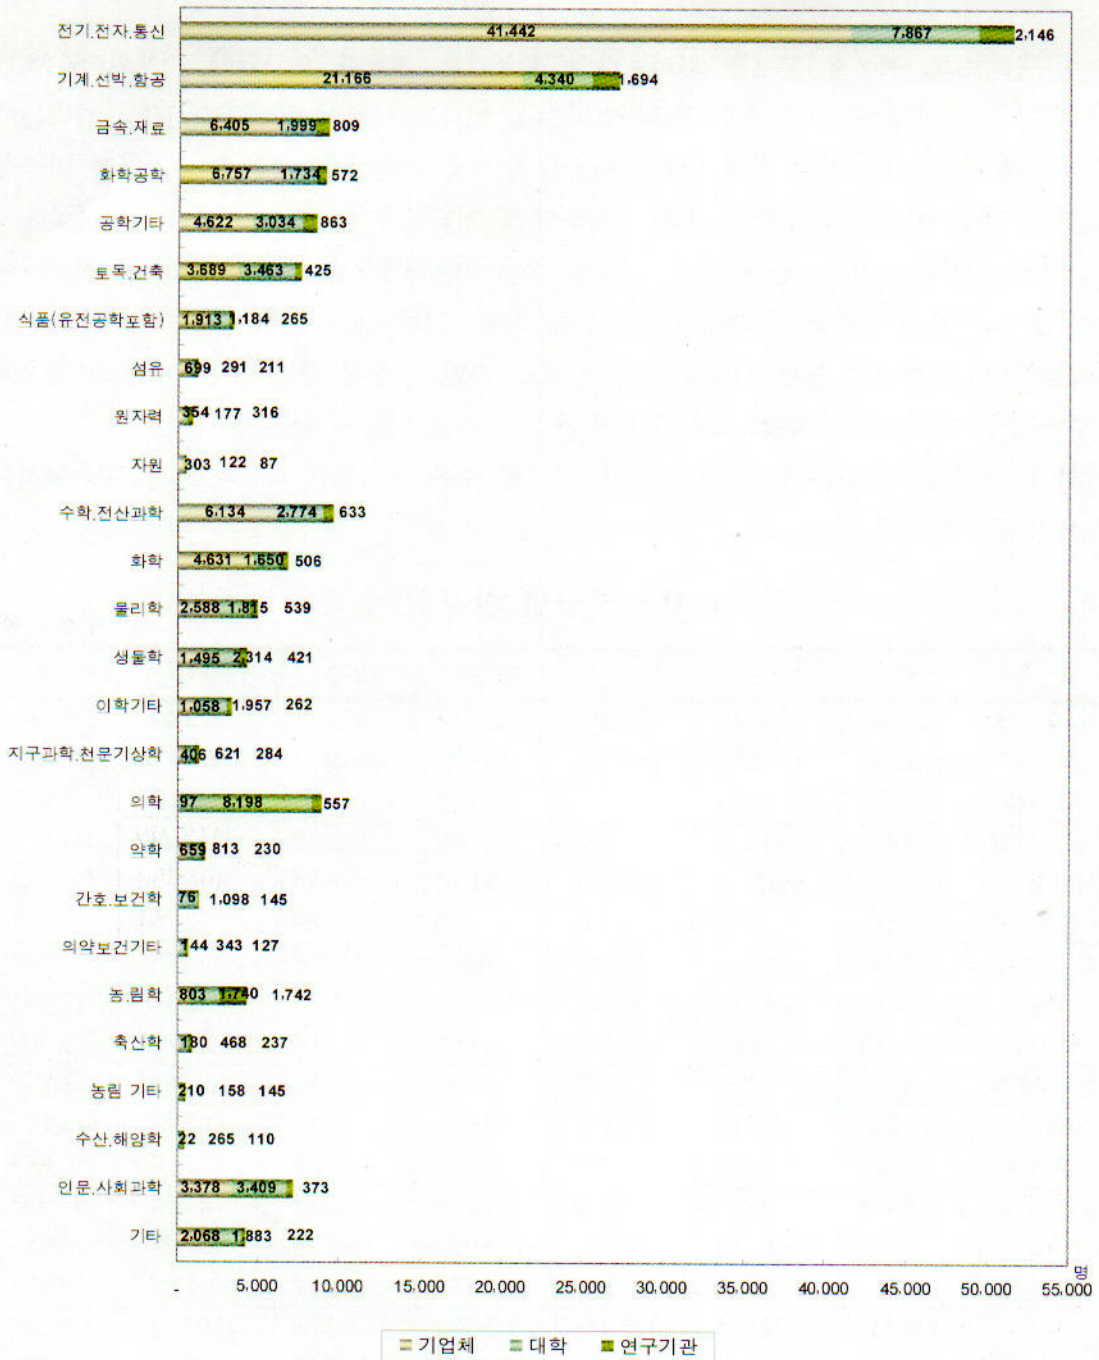 전기.전자.통신 41,442 7,867 2,146
기계.선박.항공 21,166 4,340 1,694
금속.재료 6,405 1,999 809
화학공학 6,757 1,734 572
공학기타 4,622 3,034 863
토목.건축 3,689 3,463 425
식품(유전공학포함) 1,913 1,184 265
섬유 699 291 211
원자력 354 177 316
자원 303 122 87
수학.전산과학 6,134 2,774 633
화학 4,631 1,650 506
물리학 2,588 1,815 539
생물학 1,495 2,314 421
이학기타 1,058 1,957 262
지구과학.천문기상학 406 621 284
의학 97 8,198 557
약학 659 813 230
간호.보건학 76 1,098 145
의약보건기타 144 343 127
농.림학 803 1,740 1,742
축산학 180 468 237
농림 기타 210 158 145
수산.해양학 22 265 110
인문.사회과학 3,378 3,409 373
기타 2,068 1,883 222
- 5,000 10,000 15,000 20,000 25,000 30,000 35,000 40,000 45,000 50,000 55,000 명
기업체 대학 연구기관